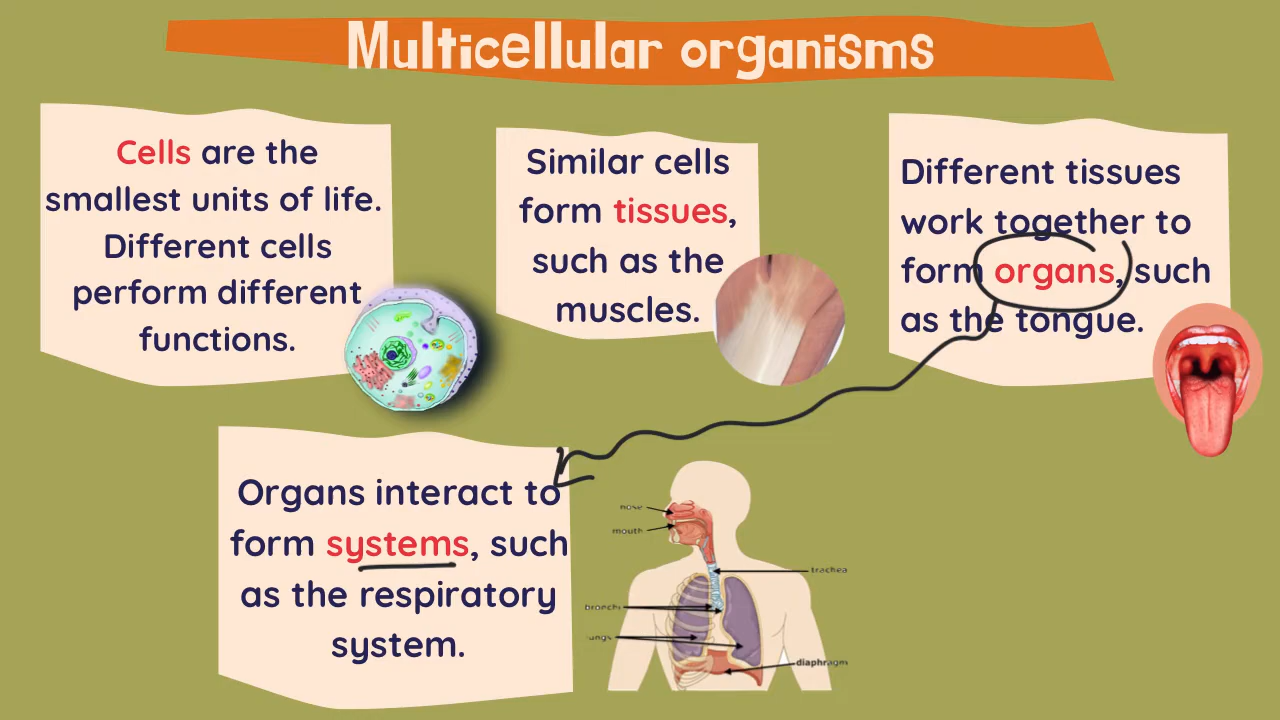 Multicellular organisms
Cells are the
smallest units of life.
Different cells
perform different
functions.
Similar cells
form tissues,
such as the
muscles.
Different tissues
work together to
form organs, such
as the tongue.
Organs interact to
form systems, such
as the respiratory
system.
nose
mouth
trachea
bronchi
lungs
diaphragm